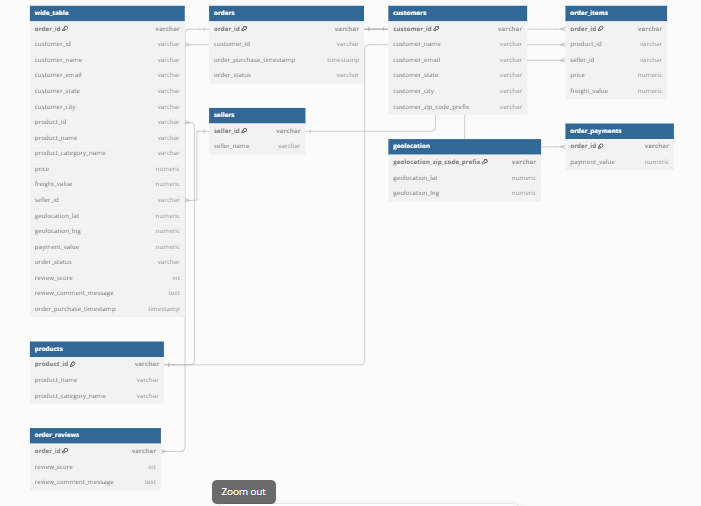 wide_table
order_id varchar
customer_id varchar
customer_name varchar
customer_email varchar
customer_state varchar
customer_city varchar
product_id varchar
product_name varchar
product_category_name varchar
price numeric
freight_value numeric
seller_id varchar
geolocation_lat numeric
geolocation_lng numeric
payment_value numeric
order_status varchar
review_score int
review_comment_message text
order_purchase_timestamp timestamp
orders
order_id varchar
customer_id varchar
order_purchase_timestamp timestamp
order_status varchar
customers
customer_id varchar
customer_name varchar
customer_email varchar
customer_state varchar
customer_city varchar
customer_zip_code_prefix varchar
order_items
order_id varchar
product_id varchar
seller_id varchar
price numeric
freight_value numeric
sellers
seller_id varchar
seller_name varchar
geolocation
geolocation_zip_code_prefix varchar
geolocation_lat numeric
geolocation_lng numeric
order_payments
order_id varchar
payment_value numeric
products
product_id varchar
product_name varchar
product_category_name varchar
order_reviews
order_id varchar
review_score int
review_comment_message text
Zoom out